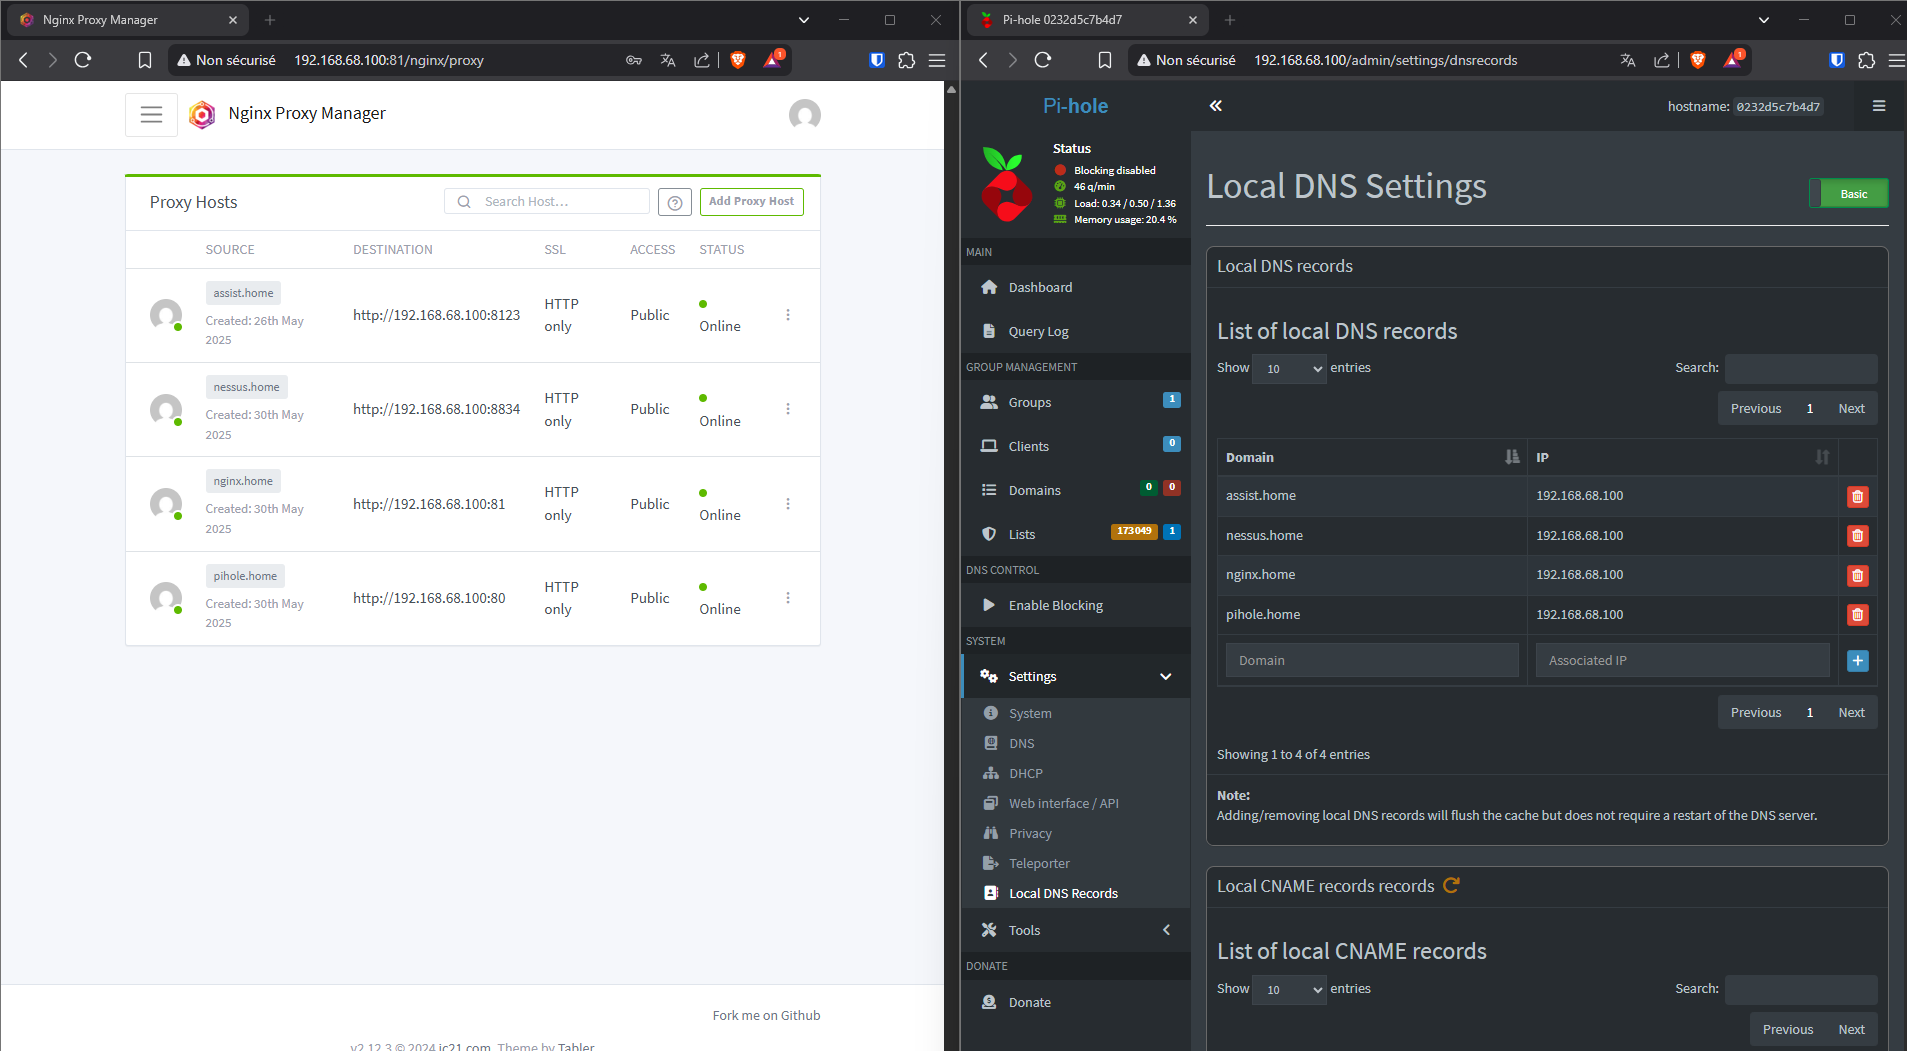 Nginx Proxy Manager
Non sécurisé 192.168.68.100:81/nginx/proxy
1
Nginx Proxy Manager
Proxy Hosts
Search Host…
Add Proxy Host
SOURCE DESTINATION SSL ACCESS STATUS
assist.home
Created: 26th May 2025
http://192.168.68.100:8123
HTTP only
Public
Online
nessus.home
Created: 30th May 2025
http://192.168.68.100:8834
HTTP only
Public
Online
nginx.home
Created: 30th May 2025
http://192.168.68.100:81
HTTP only
Public
Online
pihole.home
Created: 30th May 2025
http://192.168.68.100:80
HTTP only
Public
Online
Fork me on Github
v2.12.3 © 2024 jc21.com. Theme by Tabler
Pi-hole 0232d5c7b4d7
Non sécurisé 192.168.68.100/admin/settings/dnsrecords
1
Pi-hole
hostname: 0232d5c7b4d7
Status
Blocking disabled
46 q/min
Load: 0.34 / 0.50 / 1.36
Memory usage: 20.4 %
MAIN
Dashboard
Query Log
GROUP MANAGEMENT
Groups 1
Clients 0
Domains 0 0
Lists 173049 1
DNS CONTROL
Enable Blocking
SYSTEM
Settings
System
DNS
DHCP
Web interface / API
Privacy
Teleporter
Local DNS Records
Tools
DONATE
Donate
Local DNS Settings
Basic
Local DNS records
List of local DNS records
Show 10 entries
Search:
Previous 1 Next
Domain IP
assist.home 192.168.68.100
nessus.home 192.168.68.100
nginx.home 192.168.68.100
pihole.home 192.168.68.100
Domain Associated IP
Previous 1 Next
Showing 1 to 4 of 4 entries
Note:
Adding/removing local DNS records will flush the cache but does not require a restart of the DNS server.
Local CNAME records records
List of local CNAME records
Show 10 entries
Search:
Previous Next